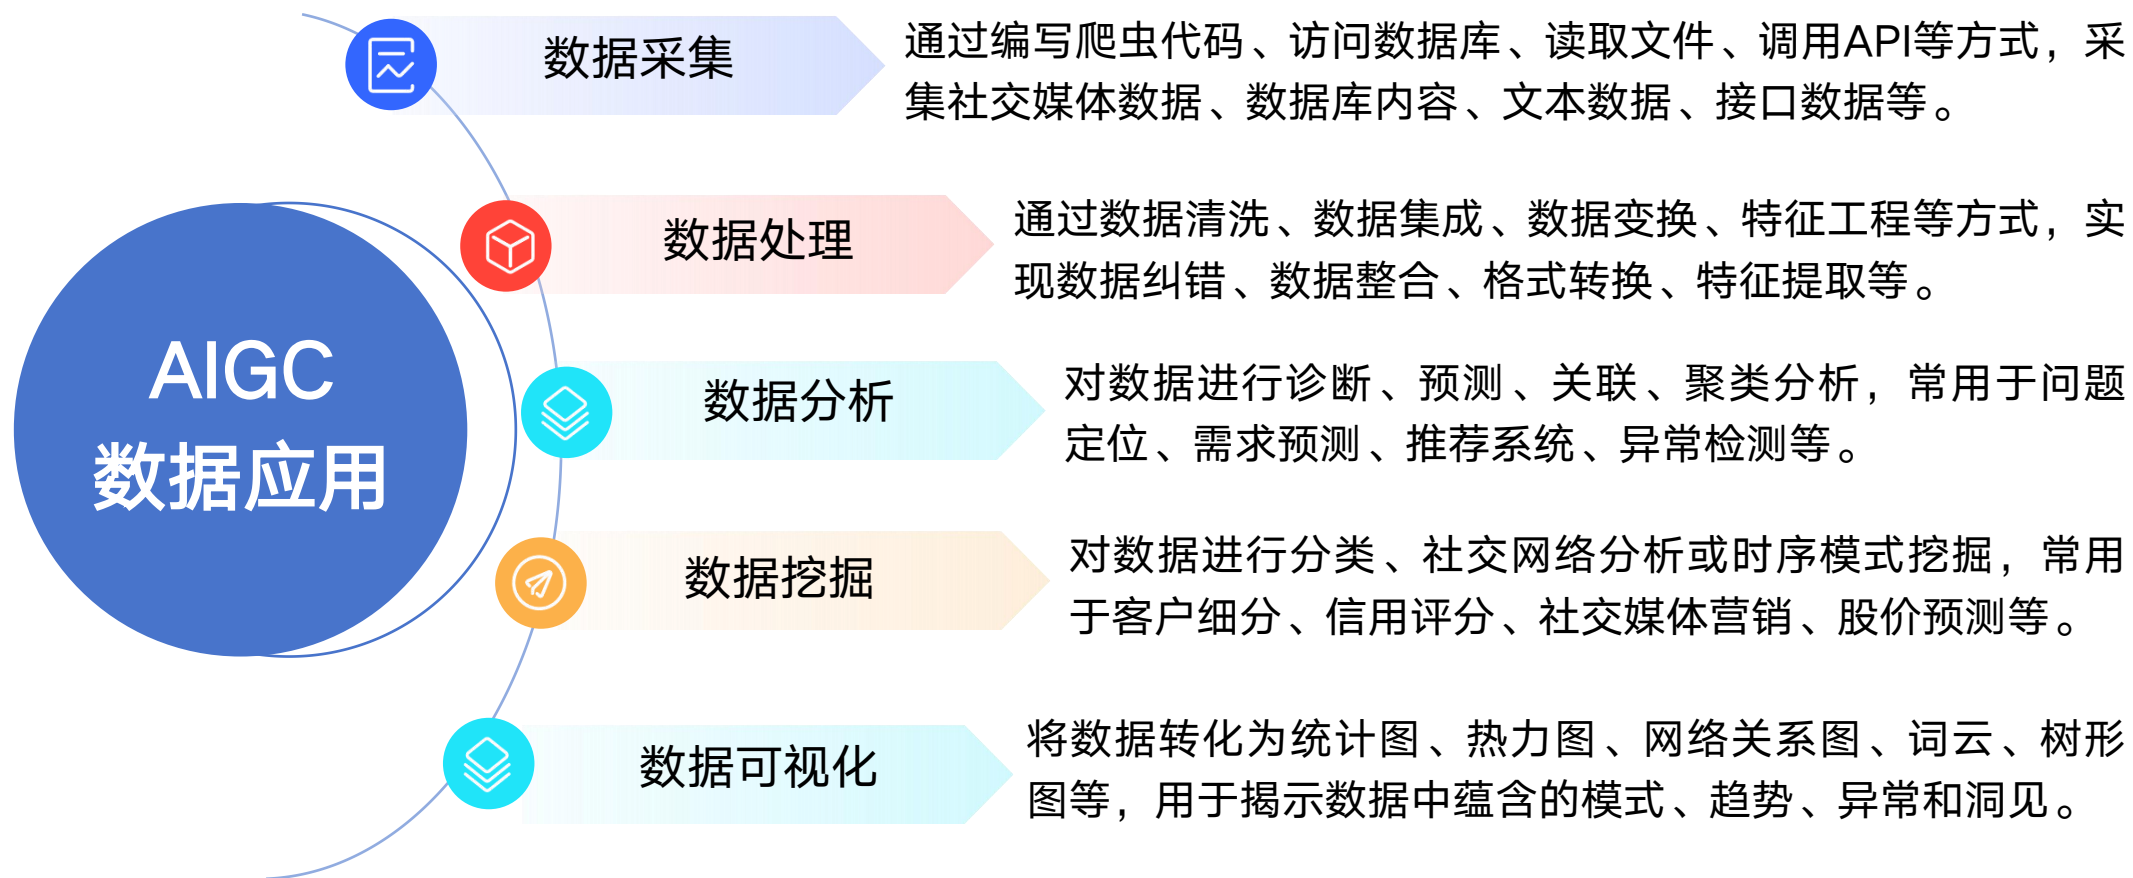 AIGC
数据应用
数据采集
通过编写爬虫代码、访问数据库、读取文件、调用API等方式，采
集社交媒体数据、数据库内容、文本数据、接口数据等。
数据处理
通过数据清洗、数据集成、数据变换、特征工程等方式，实
现数据纠错、数据整合、格式转换、特征提取等。
数据分析
对数据进行诊断、预测、关联、聚类分析，常用于问题
定位、需求预测、推荐系统、异常检测等。
数据挖掘
对数据进行分类、社交网络分析或时序模式挖掘，常用
于客户细分、信用评分、社交媒体营销、股价预测等。
数据可视化
将数据转化为统计图、热力图、网络关系图、词云、树形
图等，用于揭示数据中蕴含的模式、趋势、异常和洞见。